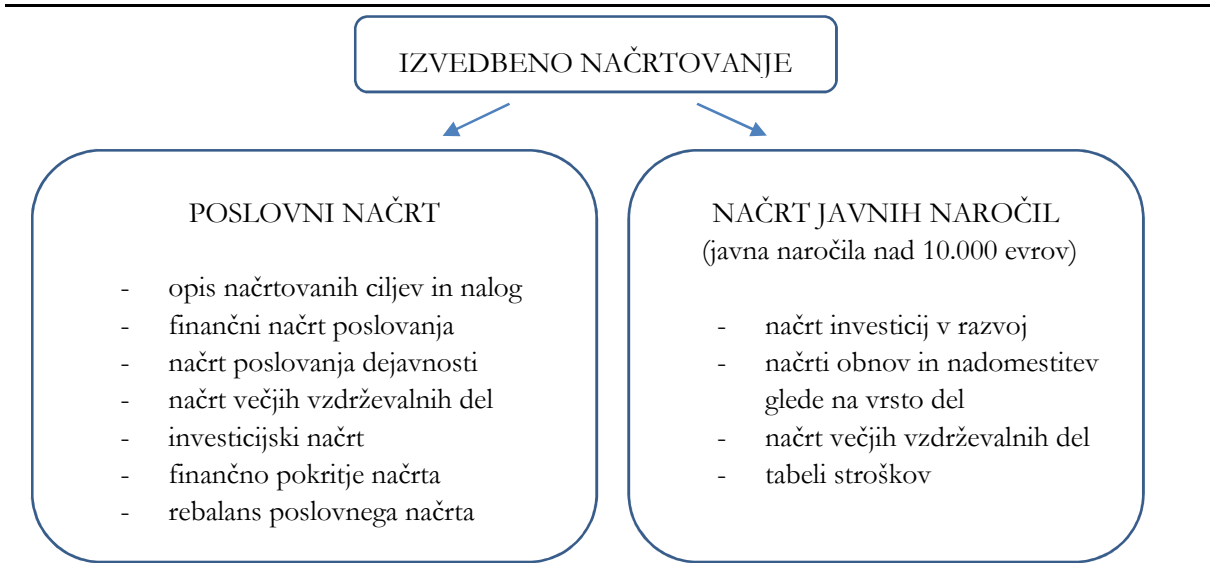 IZVEDBENO NAČRTOVANJE
POSLOVNI NAČRT
- opis načrtovanih ciljev in nalog
- finančni načrt poslovanja
- načrt poslovanja dejavnosti
- načrt večjih vzdrževalnih del
- investicijski načrt
- finančno pokritje načrta
- rebalans poslovnega načrta
NAČRT JAVNIH NAROČIL
(javna naročila nad 10.000 evrov)
- načrt investicij v razvoj
- načrti obnov in nadomestitev
glede na vrsto del
- načrt večjih vzdrževalnih del
- tabeli stroškov